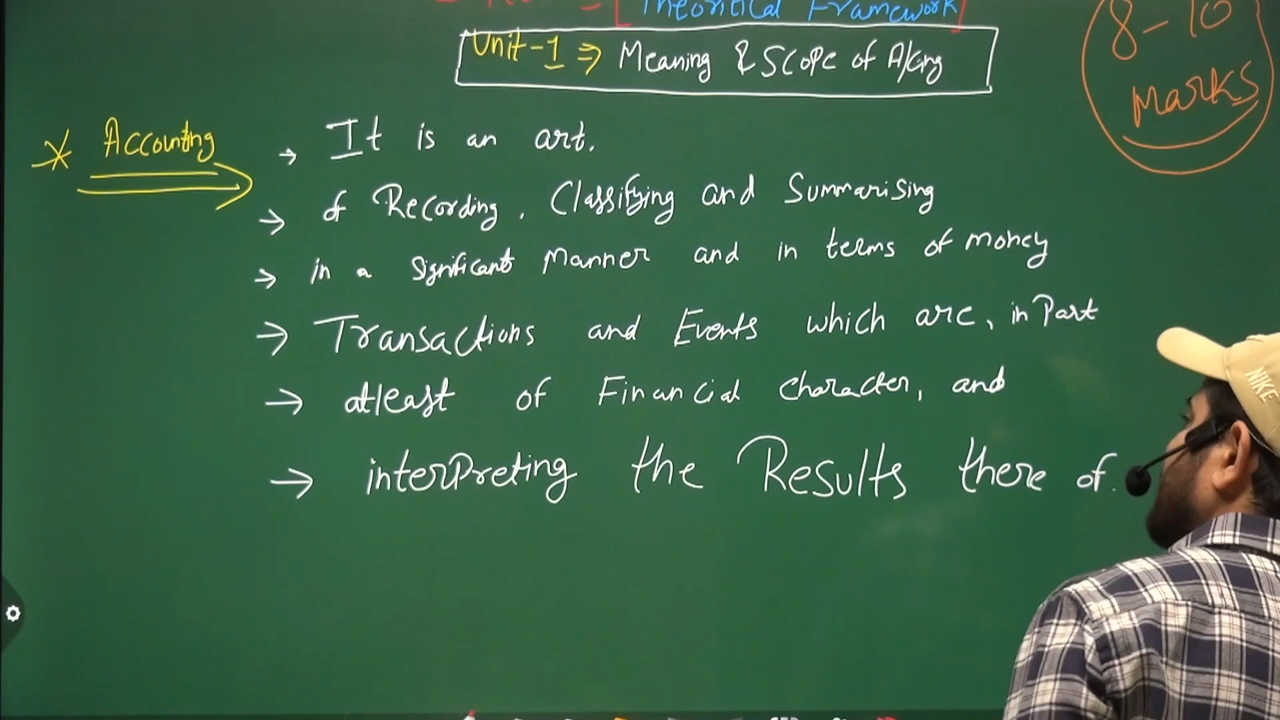 [Theoritical Framework]
Unit-1 ⇒ Meaning & Scope of A/cing
8-10
Marks
* Accounting
→ It is an art.
→ of Recording, Classifying and Summarising
→ in a significant Manner and in terms of money
→ Transactions and Events which are, in Part
→ atleast of Financial character, and
→ interpreting the Results there of.
NIKE